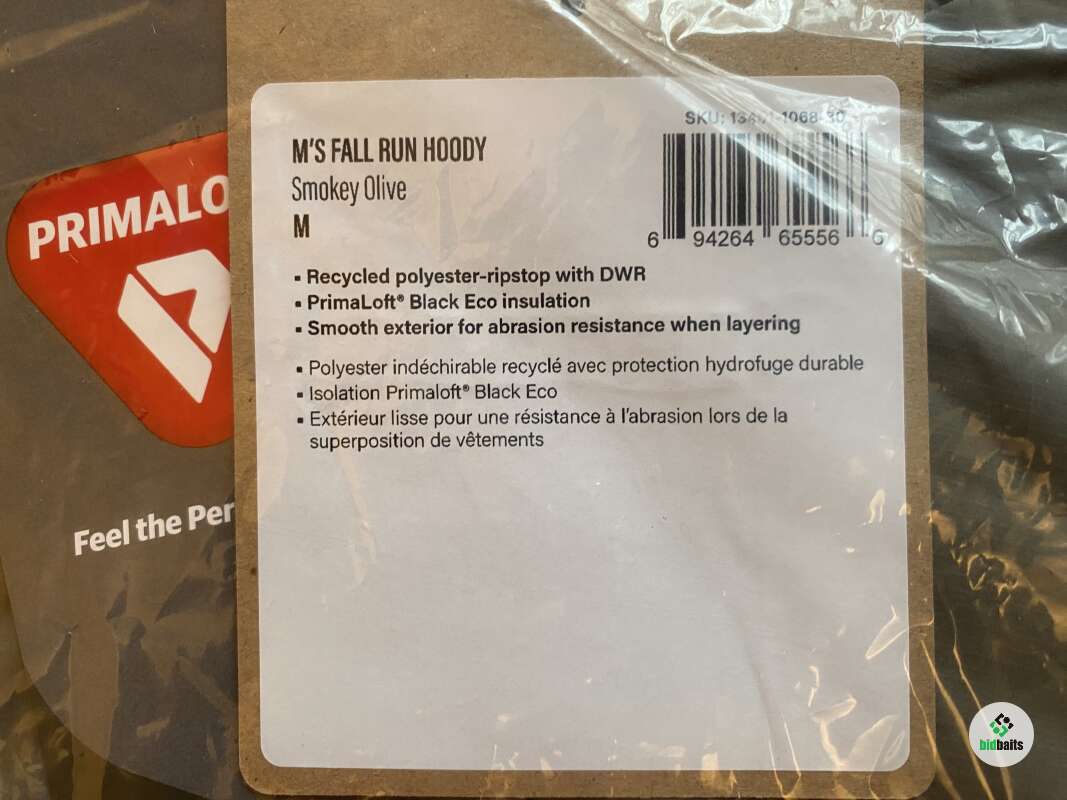 PRIMALO
Feel the Per
M'S FALL RUN HOODY
Smokey Olive
M
SKU:
6 94264 65556 6
▪ Recycled polyester-ripstop with DWR
▪ PrimaLoft® Black Eco insulation
▪ Smooth exterior for abrasion resistance when layering
▪ Polyester indéchirable recyclé avec protection hydrofuge durable
▪ Isolation Primaloft® Black Eco
▪ Extérieur lisse pour une résistance à l'abrasion lors de la
superposition de vêtements
bidbaits